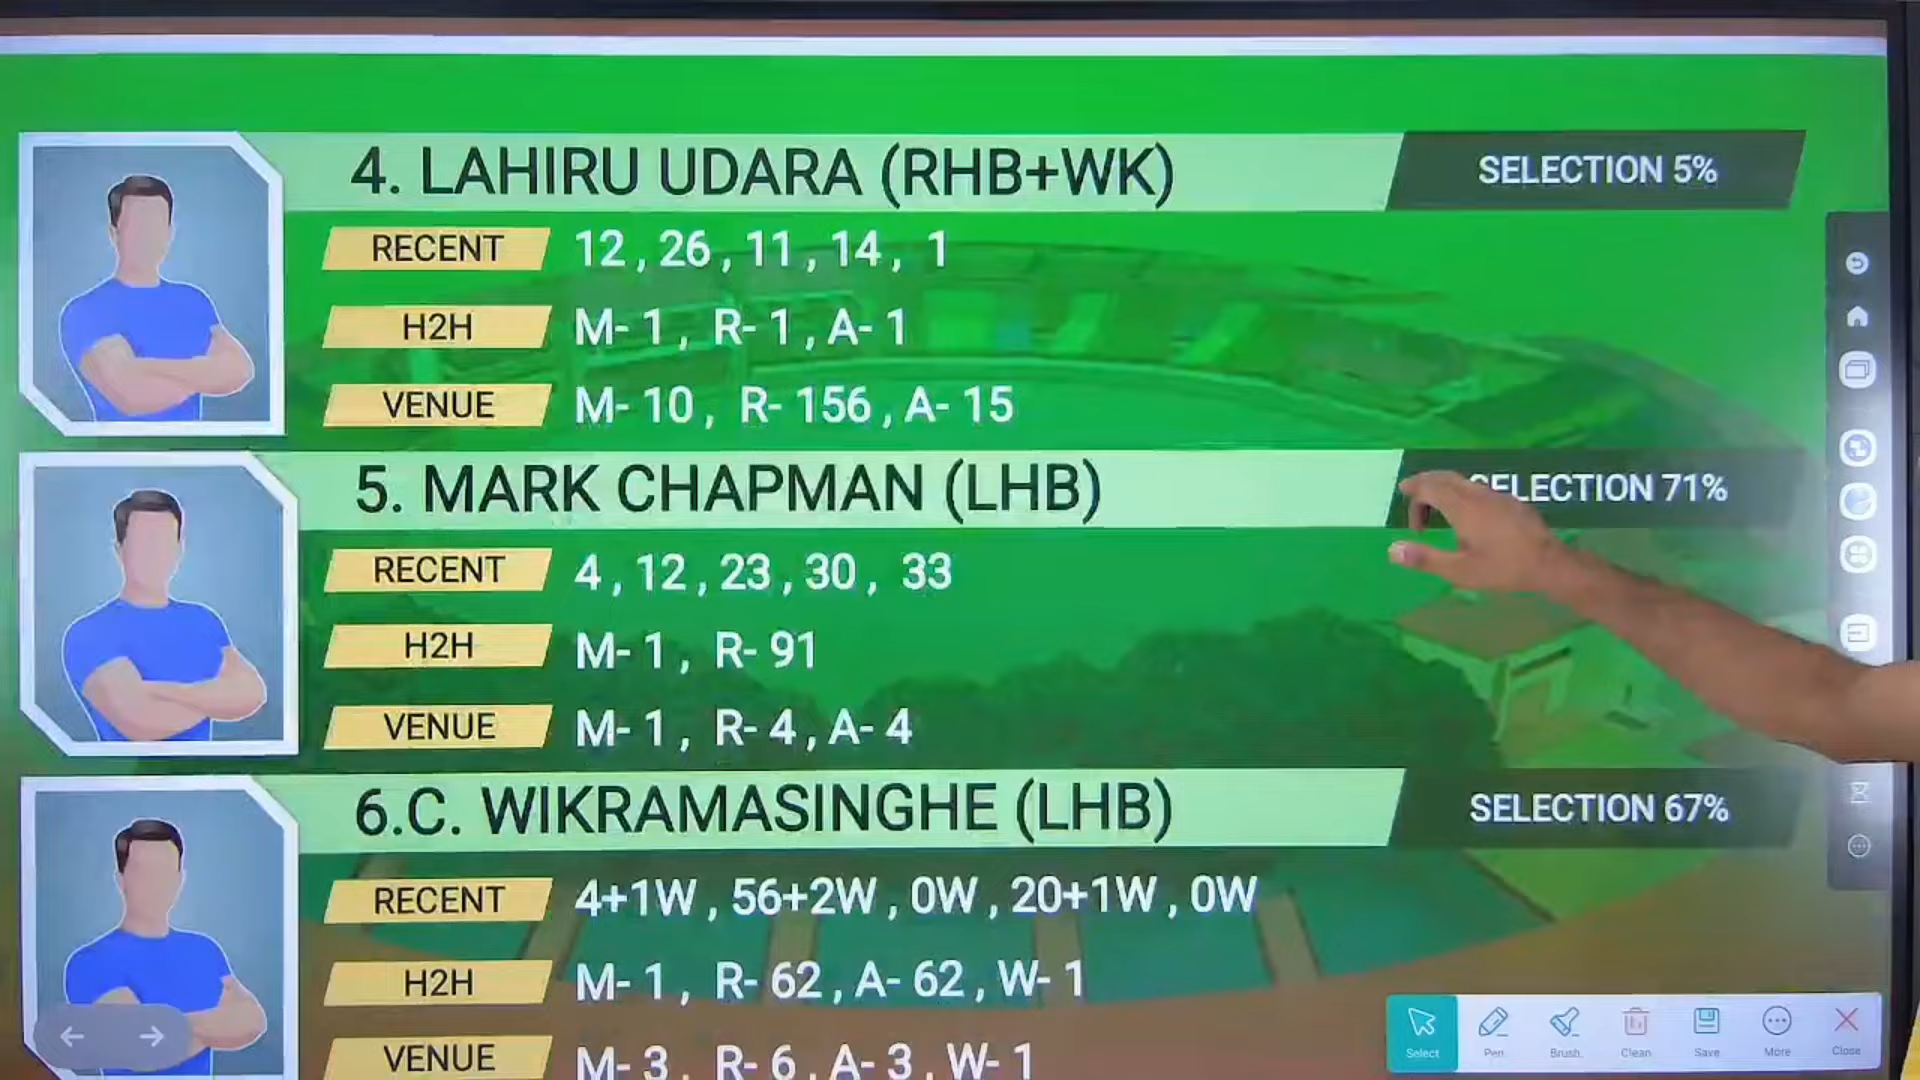 4. LAHIRU UDARA (RHB+WK)
SELECTION 5%
RECENT 12 , 26 , 11 , 14 , 1
H2H M- 1 , R- 1 , A- 1
VENUE M- 10 , R- 156 , A- 15
5. MARK CHAPMAN (LHB)
SELECTION 71%
RECENT 4 , 12 , 23 , 30 , 33
H2H M- 1 , R- 91
VENUE M- 1 , R- 4 , A- 4
6.C. WIKRAMASINGHE (LHB)
SELECTION 67%
RECENT 4+1W , 56+2W , 0W , 20+1W , 0W
H2H M- 1 , R- 62 , A- 62 , W- 1
VENUE M- 3 , R- 6 , A- 3 , W- 1
Select Pen Brush Clean Save More Close